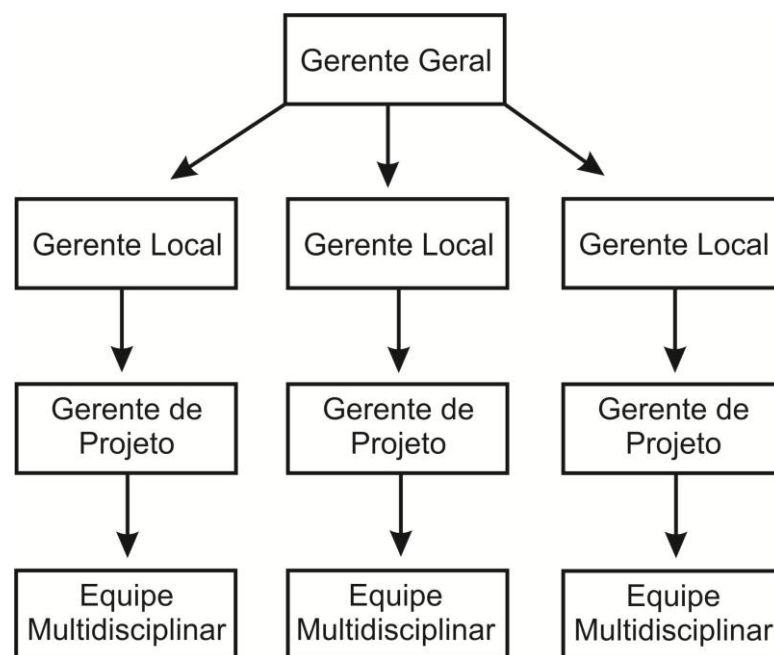 Gerente Geral
Gerente Local
Gerente Local
Gerente Local
Gerente de
Projeto
Gerente de
Projeto
Gerente de
Projeto
Equipe
Multidisciplinar
Equipe
Multidisciplinar
Equipe
Multidisciplinar